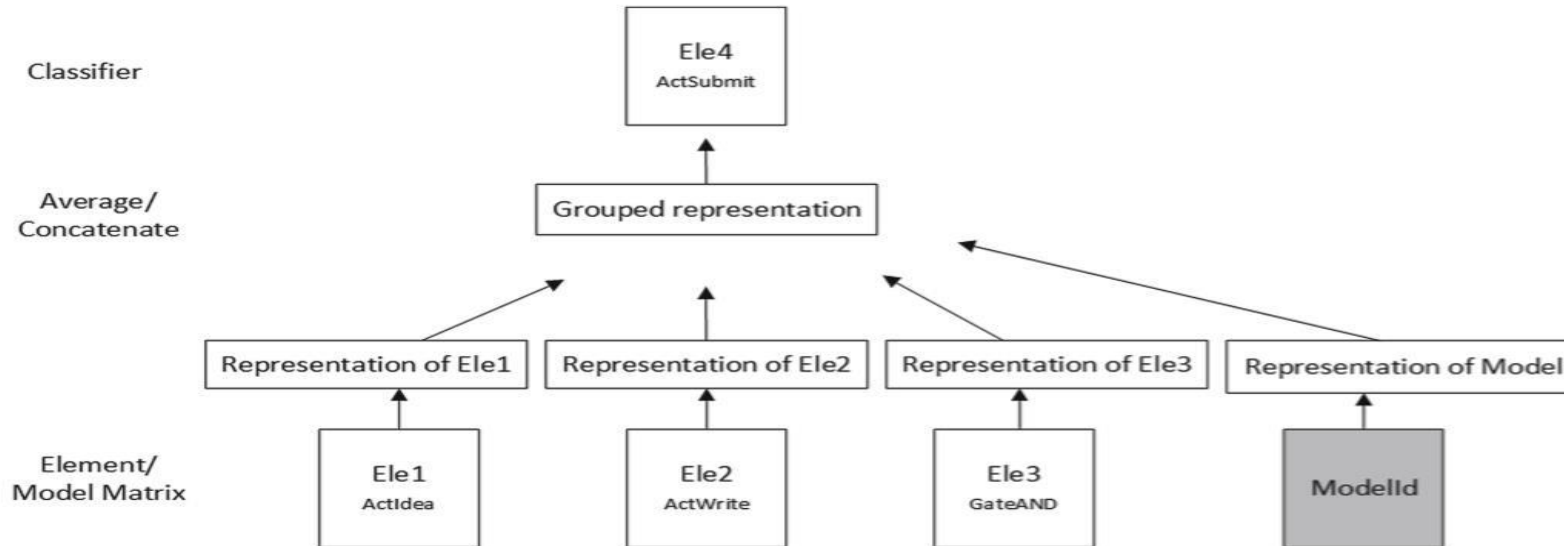 Classifier
Ele4
ActSubmit
Average/
Concatenate
Grouped representation
Representation of Ele1
Representation of Ele2
Representation of Ele3
Representation of Model
Element/
Model Matrix
Ele1
ActIdea
Ele2
ActWrite
Ele3
GateAND
ModelId